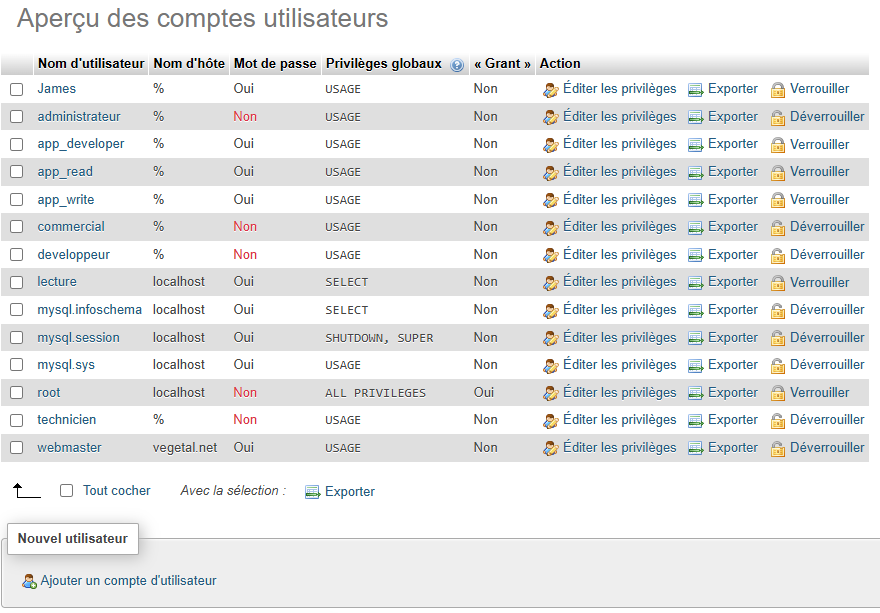 Aperçu des comptes utilisateurs
Nom d'utilisateur Nom d'hôte Mot de passe Privilèges globaux « Grant » Action
James % Oui USAGE Non Éditer les privilèges Exporter Verrouiller
administrateur % Non USAGE Non Éditer les privilèges Exporter Déverrouiller
app_developer % Oui USAGE Non Éditer les privilèges Exporter Verrouiller
app_read % Oui USAGE Non Éditer les privilèges Exporter Verrouiller
app_write % Oui USAGE Non Éditer les privilèges Exporter Verrouiller
commercial % Non USAGE Non Éditer les privilèges Exporter Déverrouiller
developpeur % Non USAGE Non Éditer les privilèges Exporter Déverrouiller
lecture localhost Oui SELECT Non Éditer les privilèges Exporter Verrouiller
mysql.infoschema localhost Oui SELECT Non Éditer les privilèges Exporter Déverrouiller
mysql.session localhost Oui SHUTDOWN, SUPER Non Éditer les privilèges Exporter Déverrouiller
mysql.sys localhost Oui USAGE Non Éditer les privilèges Exporter Déverrouiller
root localhost Non ALL PRIVILEGES Oui Éditer les privilèges Exporter Verrouiller
technicien % Non USAGE Non Éditer les privilèges Exporter Déverrouiller
webmaster vegetal.net Oui USAGE Non Éditer les privilèges Exporter Déverrouiller
Tout cocher Avec la sélection : Exporter
Nouvel utilisateur
Ajouter un compte d'utilisateur